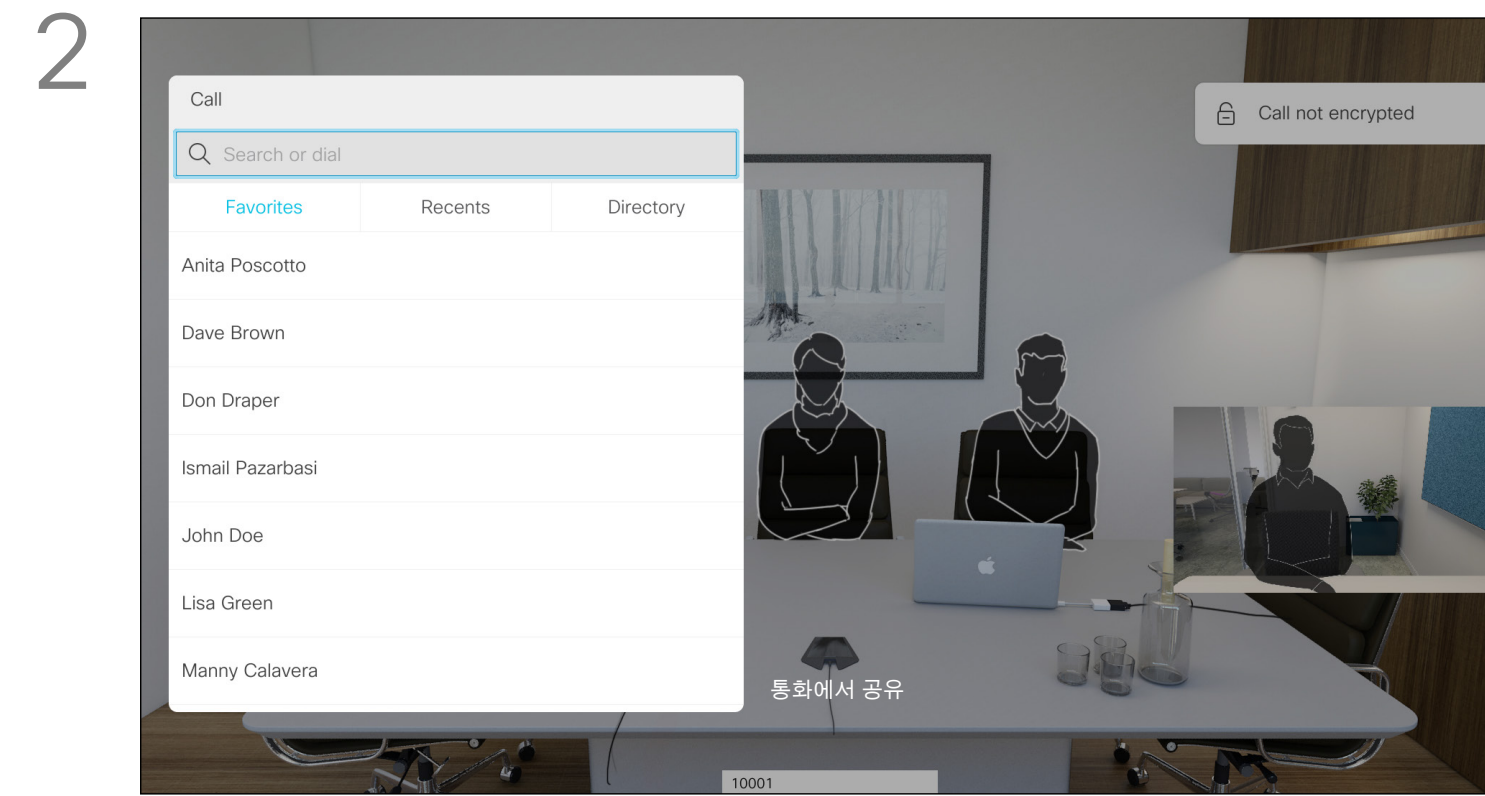 2
Call
Call not encrypted
Search or dial
Favorites Recents Directory
Anita Poscotto
Dave Brown
Don Draper
Ismail Pazarbasi
John Doe
Lisa Green
Manny Calavera
통화에서 공유
10001